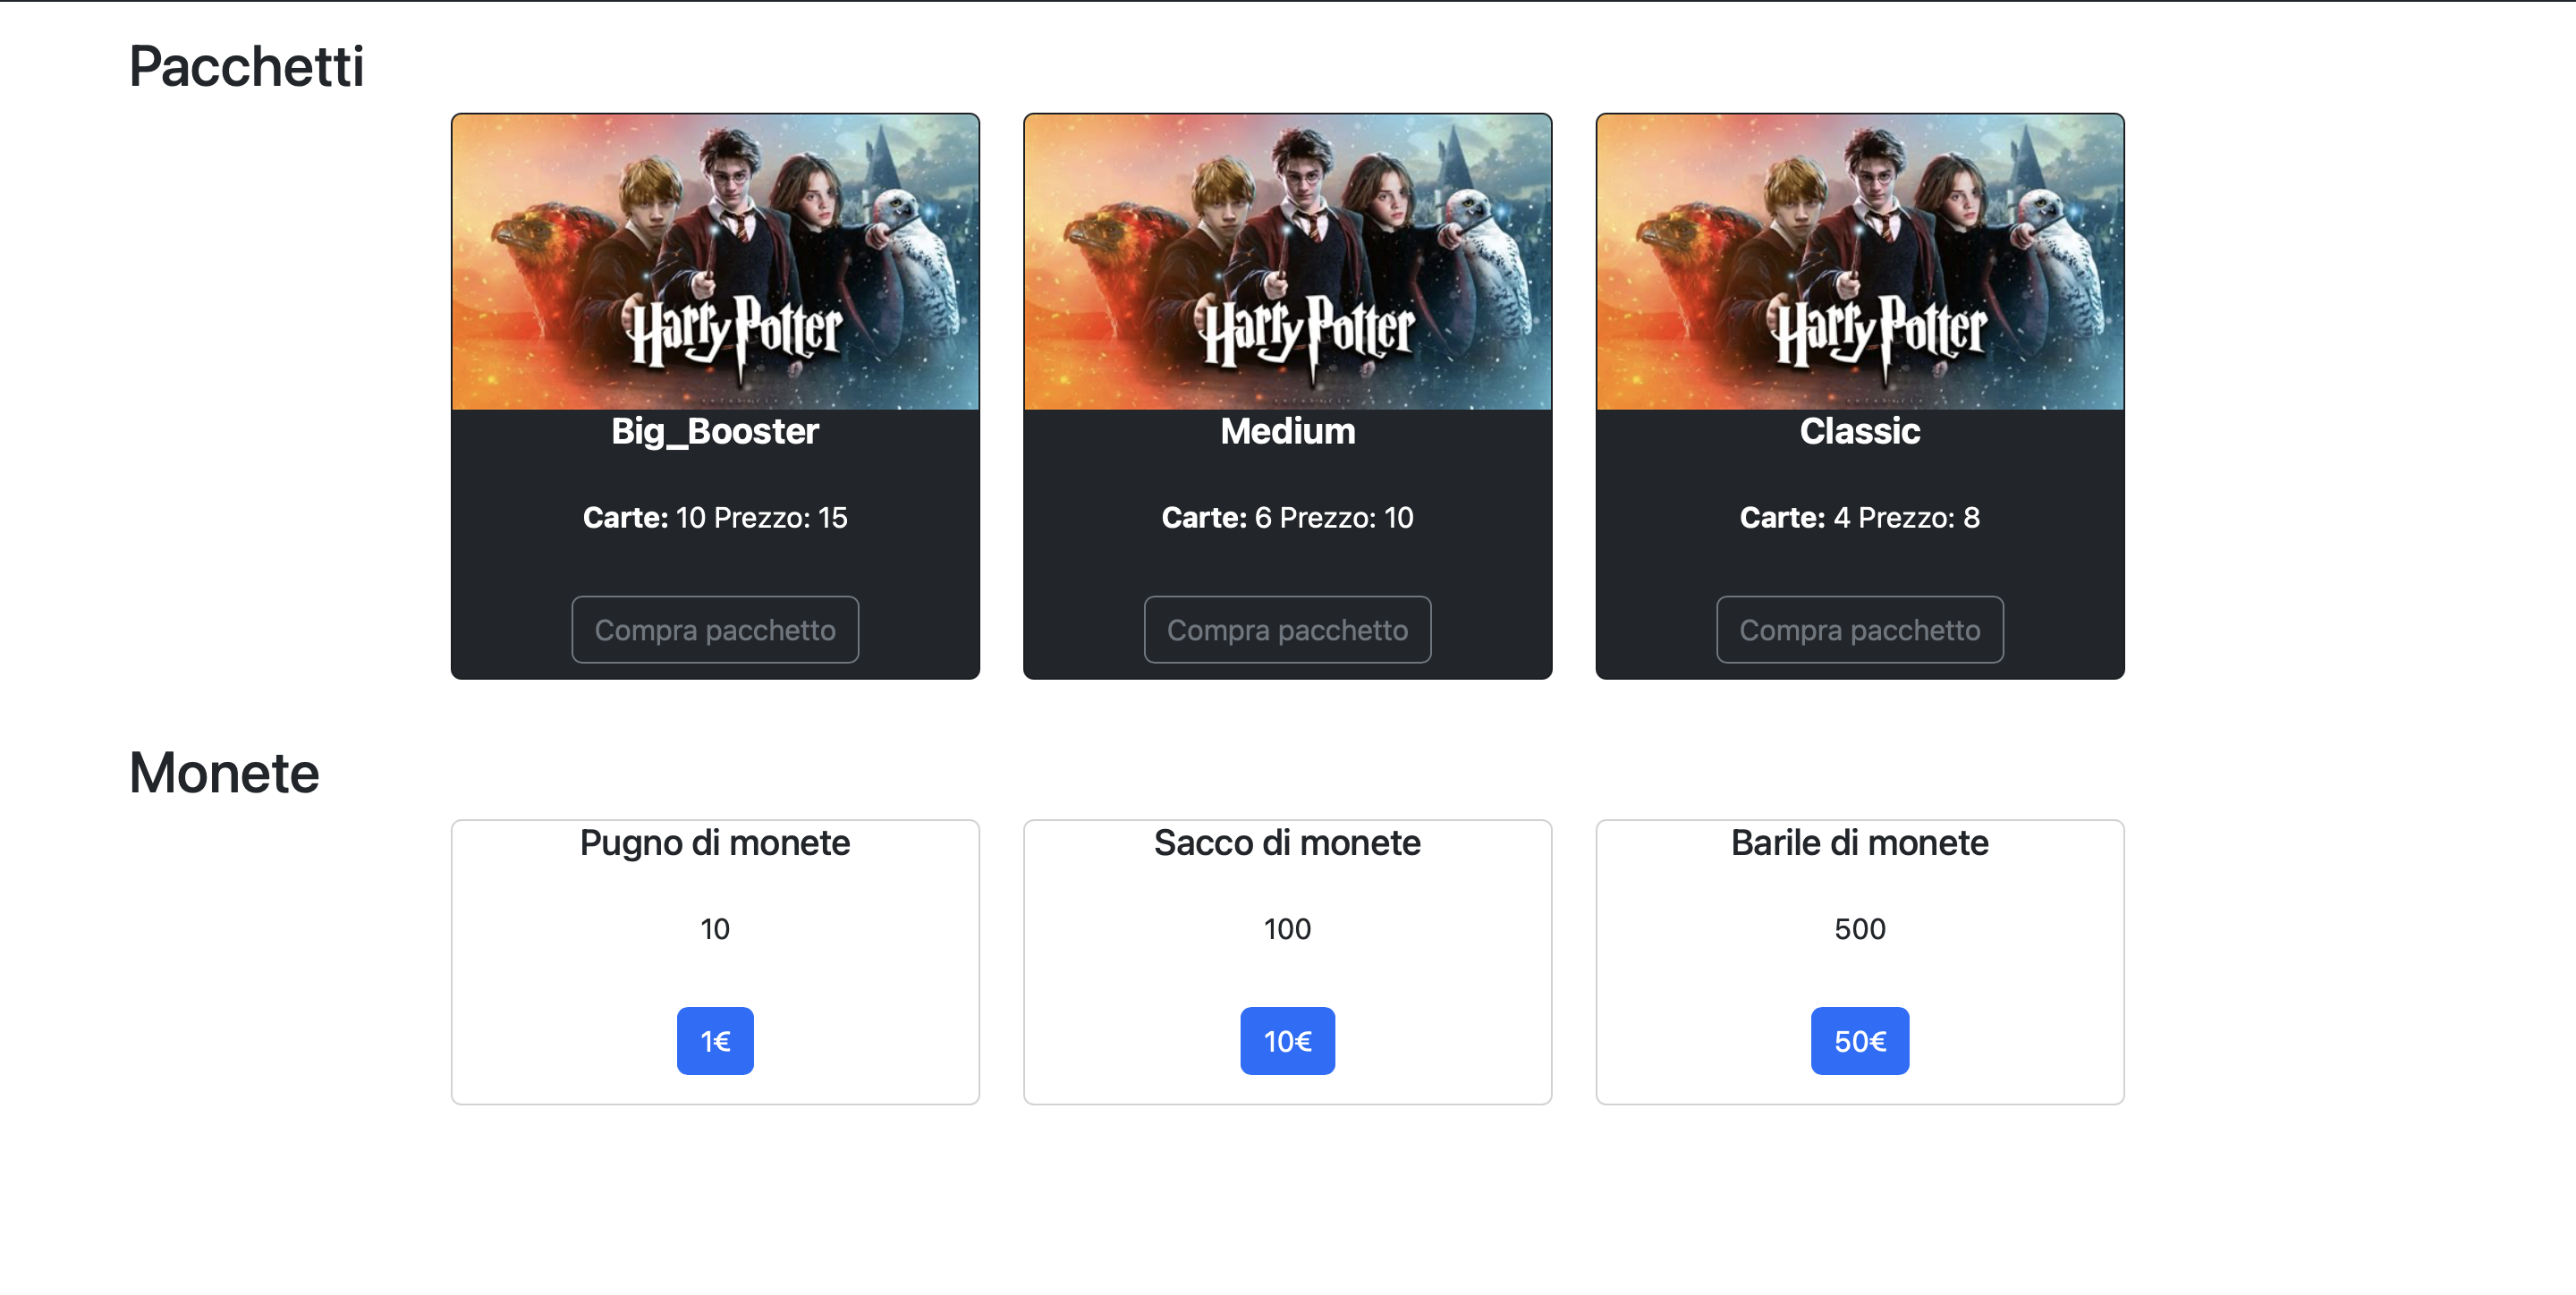 Pacchetti
Harry Potter
Harry Potter
Harry Potter
Big_Booster
Medium
Classic
Carte: 10 Prezzo: 15
Carte: 6 Prezzo: 10
Carte: 4 Prezzo: 8
Compra pacchetto
Compra pacchetto
Compra pacchetto
Monete
Pugno di monete
Sacco di monete
Barile di monete
10
100
500
1€
10€
50€